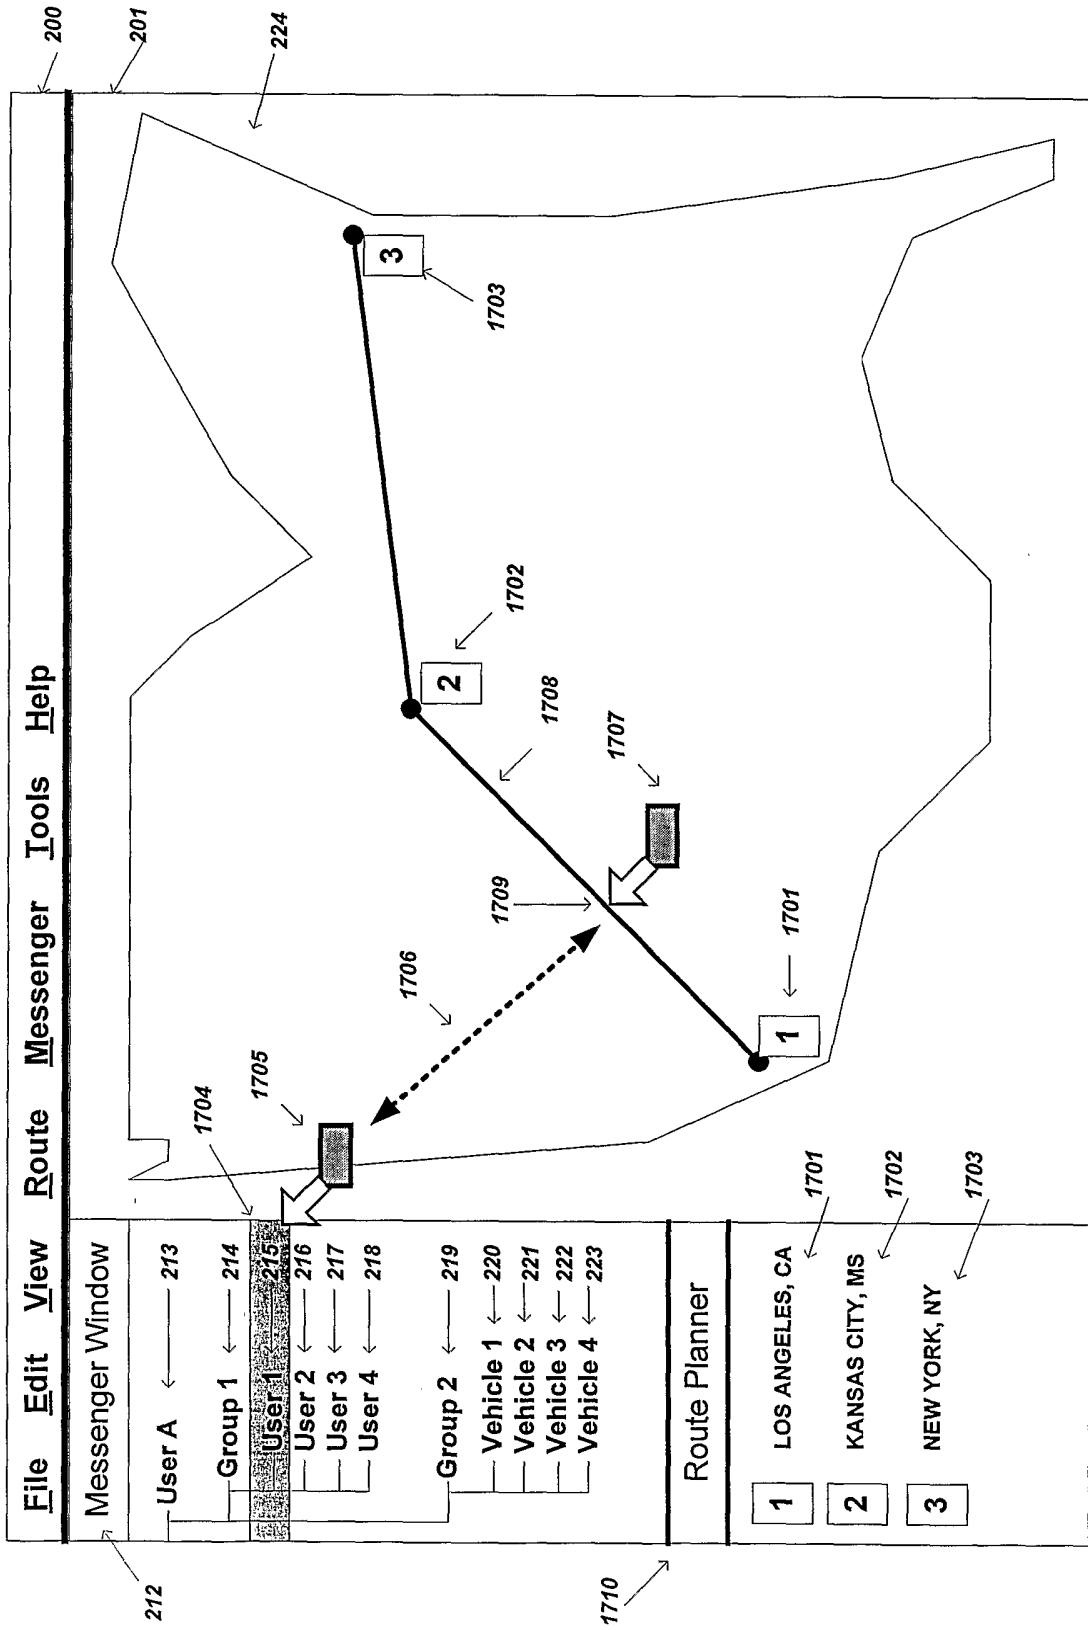 File Edit View Route Messenger Tools Help
200
201
Messenger Window
212
User A 213
Group 1 214
User 1 215
User 2 216
User 3 217
User 4 218
Group 2 219
Vehicle 1 220
Vehicle 2 221
Vehicle 3 222
Vehicle 4 223
1704
1705
1706
1709
1708
1707
1
1701
2
1702
3
1703
224
1710
Route Planner
1 LOS ANGELES, CA 1701
2 KANSAS CITY, MS 1702
3 NEW YORK, NY 1703